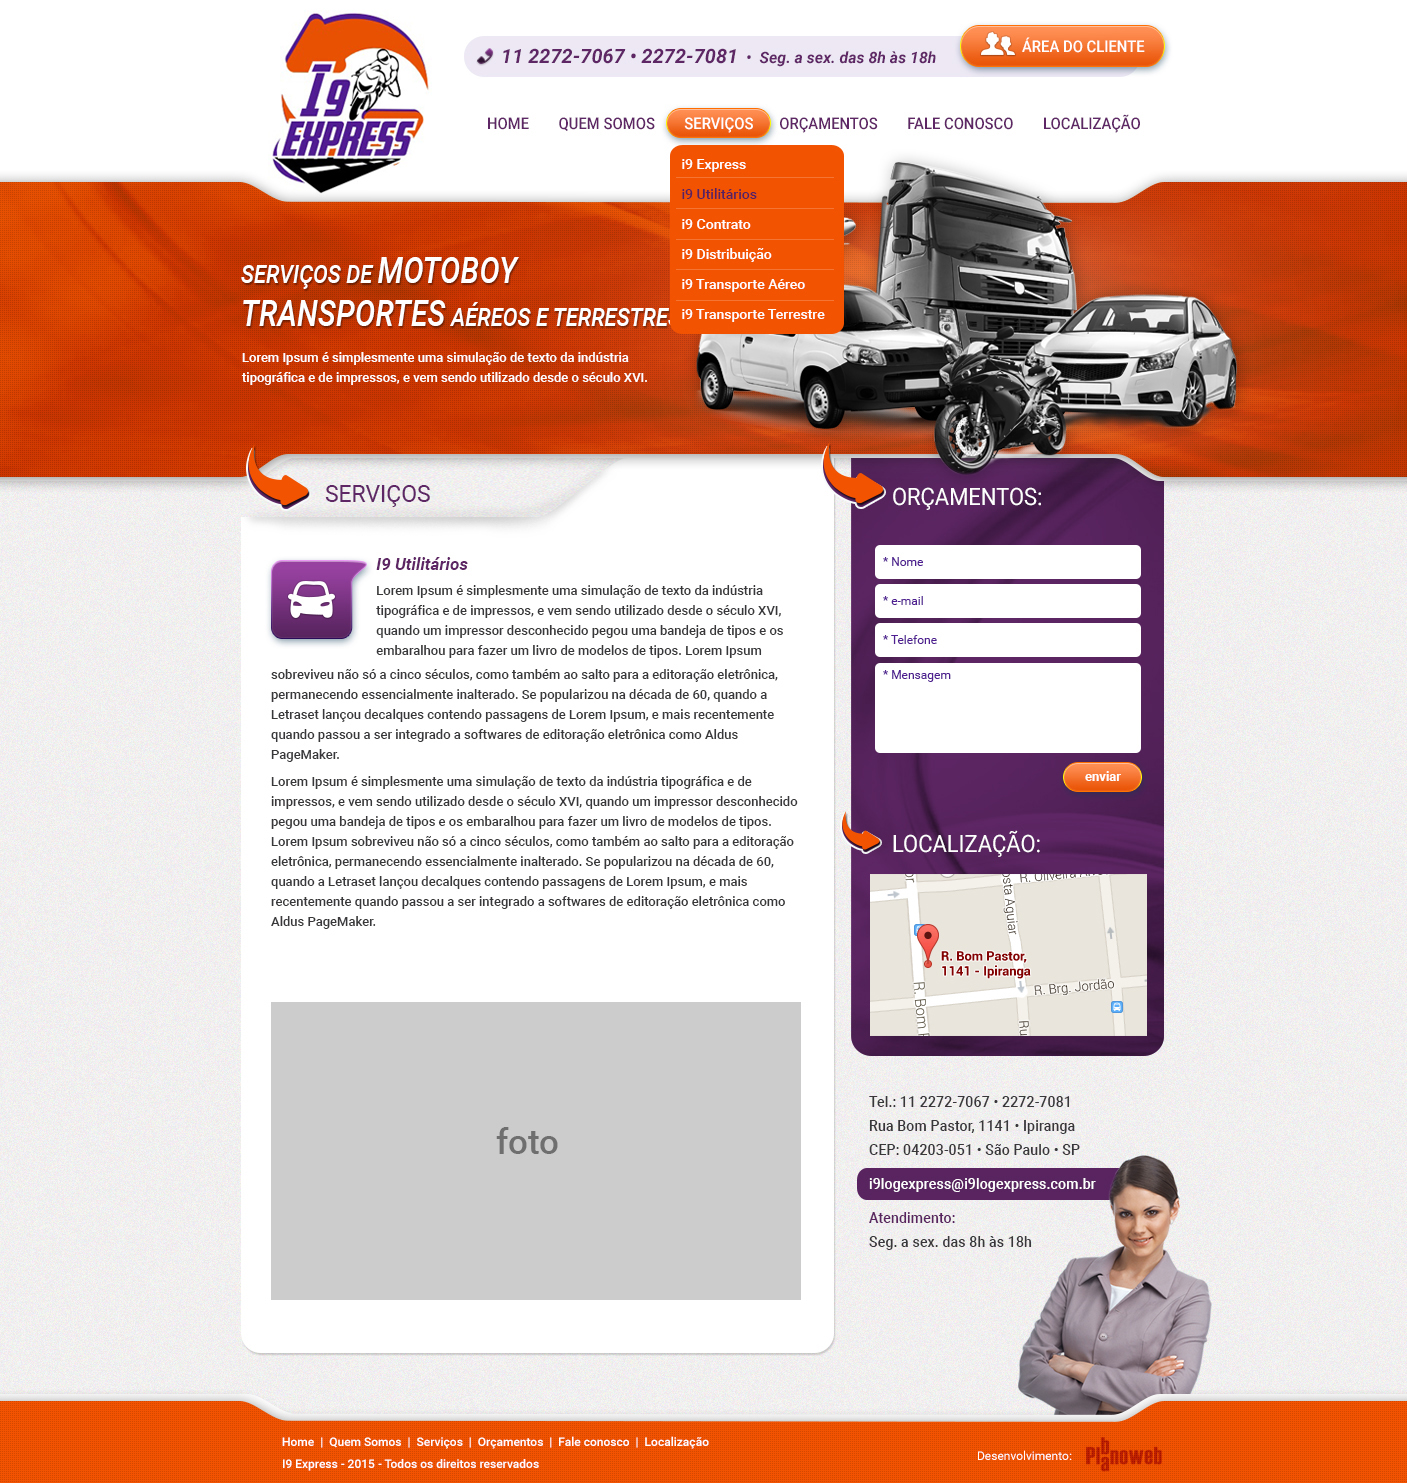 I9
EXPRESS
11 2272-7067 • 2272-7081 • Seg. a sex. das 8h às 18h
ÁREA DO CLIENTE
HOME QUEM SOMOS SERVIÇOS ORÇAMENTOS FALE CONOSCO LOCALIZAÇÃO
i9 Express
i9 Utilitários
i9 Contrato
i9 Distribuição
i9 Transporte Aéreo
i9 Transporte Terrestre
SERVIÇOS DE MOTOBOY
TRANSPORTES AÉREOS E TERRESTRES
Lorem Ipsum é simplesmente uma simulação de texto da indústria
tipográfica e de impressos, e vem sendo utilizado desde o século XVI.
SERVIÇOS
I9 Utilitários
Lorem Ipsum é simplesmente uma simulação de texto da indústria
tipográfica e de impressos, e vem sendo utilizado desde o século XVI,
quando um impressor desconhecido pegou uma bandeja de tipos e os
embaralhou para fazer um livro de modelos de tipos. Lorem Ipsum
sobreviveu não só a cinco séculos, como também ao salto para a editoração eletrônica,
permanecendo essencialmente inalterado. Se popularizou na década de 60, quando a
Letraset lançou decalques contendo passagens de Lorem Ipsum, e mais recentemente
quando passou a ser integrado a softwares de editoração eletrônica como Aldus
PageMaker.
Lorem Ipsum é simplesmente uma simulação de texto da indústria tipográfica e de
impressos, e vem sendo utilizado desde o século XVI, quando um impressor desconhecido
pegou uma bandeja de tipos e os embaralhou para fazer um livro de modelos de tipos.
Lorem Ipsum sobreviveu não só a cinco séculos, como também ao salto para a editoração
eletrônica, permanecendo essencialmente inalterado. Se popularizou na década de 60,
quando a Letraset lançou decalques contendo passagens de Lorem Ipsum, e mais
recentemente quando passou a ser integrado a softwares de editoração eletrônica como
Aldus PageMaker.
foto
ORÇAMENTOS:
* Nome
* e-mail
* Telefone
* Mensagem
enviar
LOCALIZAÇÃO:
R. Oliveira
osta Aguiar
R. Bom Pastor,
1141 - Ipiranga
R. Brg. Jordão
R. Bom
Ru
Tel.: 11 2272-7067 • 2272-7081
Rua Bom Pastor, 1141 • Ipiranga
CEP: 04203-051 • São Paulo • SP
i9logexpress@i9logexpress.com.br
Atendimento:
Seg. a sex. das 8h às 18h
Home | Quem Somos | Serviços | Orçamentos | Fale conosco | Localização
I9 Express - 2015 - Todos os direitos reservados
Desenvolvimento:
Planoweb